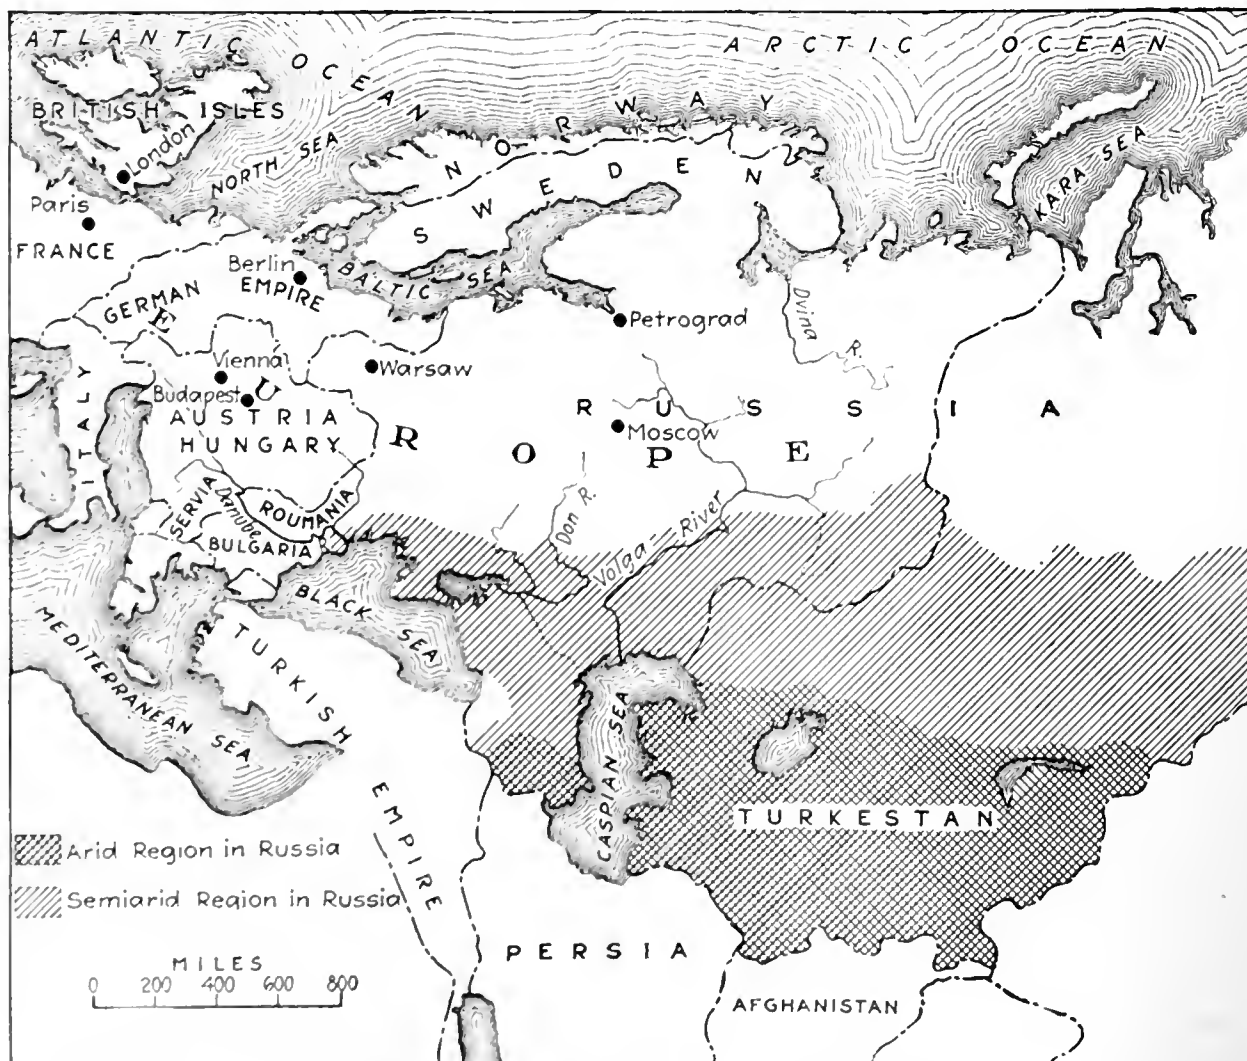 ATLANTIC OCEAN
ARCTIC OCEAN
BRITISH ISLES
London
NORTH SEA
NORWAY
SWEDEN
KARA SEA
Paris
FRANCE
Berlin
GERMAN EMPIRE
BALTIC SEA
Petrograd
Dvina R.
Vienna
Warsaw
Budapest
AUSTRIA
HUNGARY
ITALY
RUSSIA
Moscow
EUROPE
SERVIA
Danube
ROUMANIA
BULGARIA
Don R.
Volga River
BLACK SEA
MEDITERRANEAN SEA
TURKISH EMPIRE
CASPIAN SEA
TURKESTAN
Arid Region in Russia
Semiarid Region in Russia
PERSIA
AFGHANISTAN
MILES
0 200 400 600 800